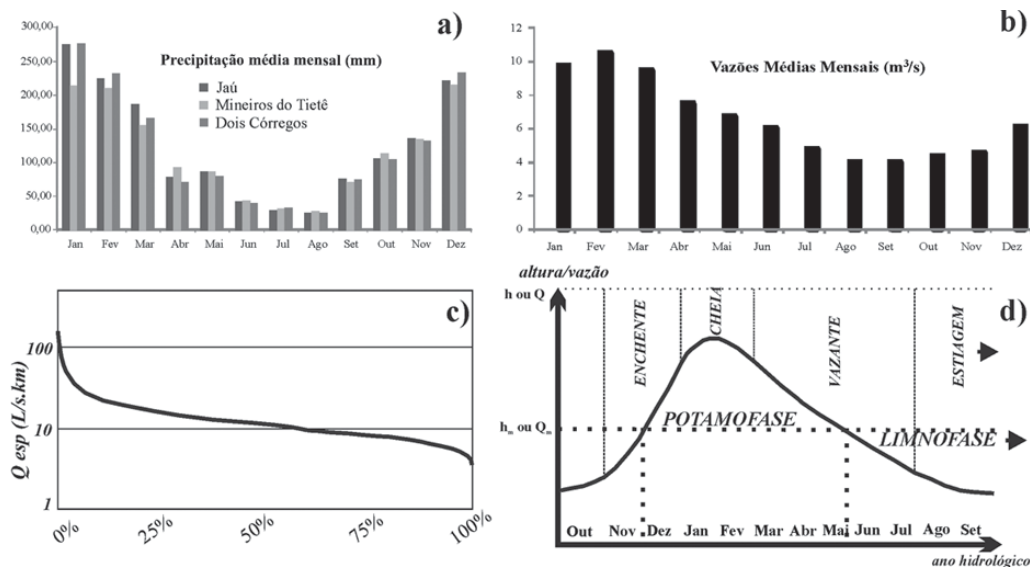 a)
Precipitação média mensal (mm)
Jaú
Mineiros do Tietê
Dois Córregos
300,00
250,00
200,00
150,00
100,00
50,00
0,00
Jan Fev Mar Abr Mai Jun Jul Ago Set Out Nov Dez
b)
Vazões Médias Mensais (m³/s)
12
10
8
6
4
2
0
Jan Fev Mar Abr Mai Jun Jul Ago Set Out Nov Dez
c)
Q esp (L/s.km)
100
10
1
0% 25% 50% 75% 100%
d)
altura/vazão
h ou Q
ENCHENTE
CHEIA
VAZANTE
ESTIAGEM
POTAMOFASE
hₘ ou Qₘ
LIMNOFASE
Out Nov Dez Jan Fev Mar Abr Mai Jun Jul Ago Set
ano hidrológico